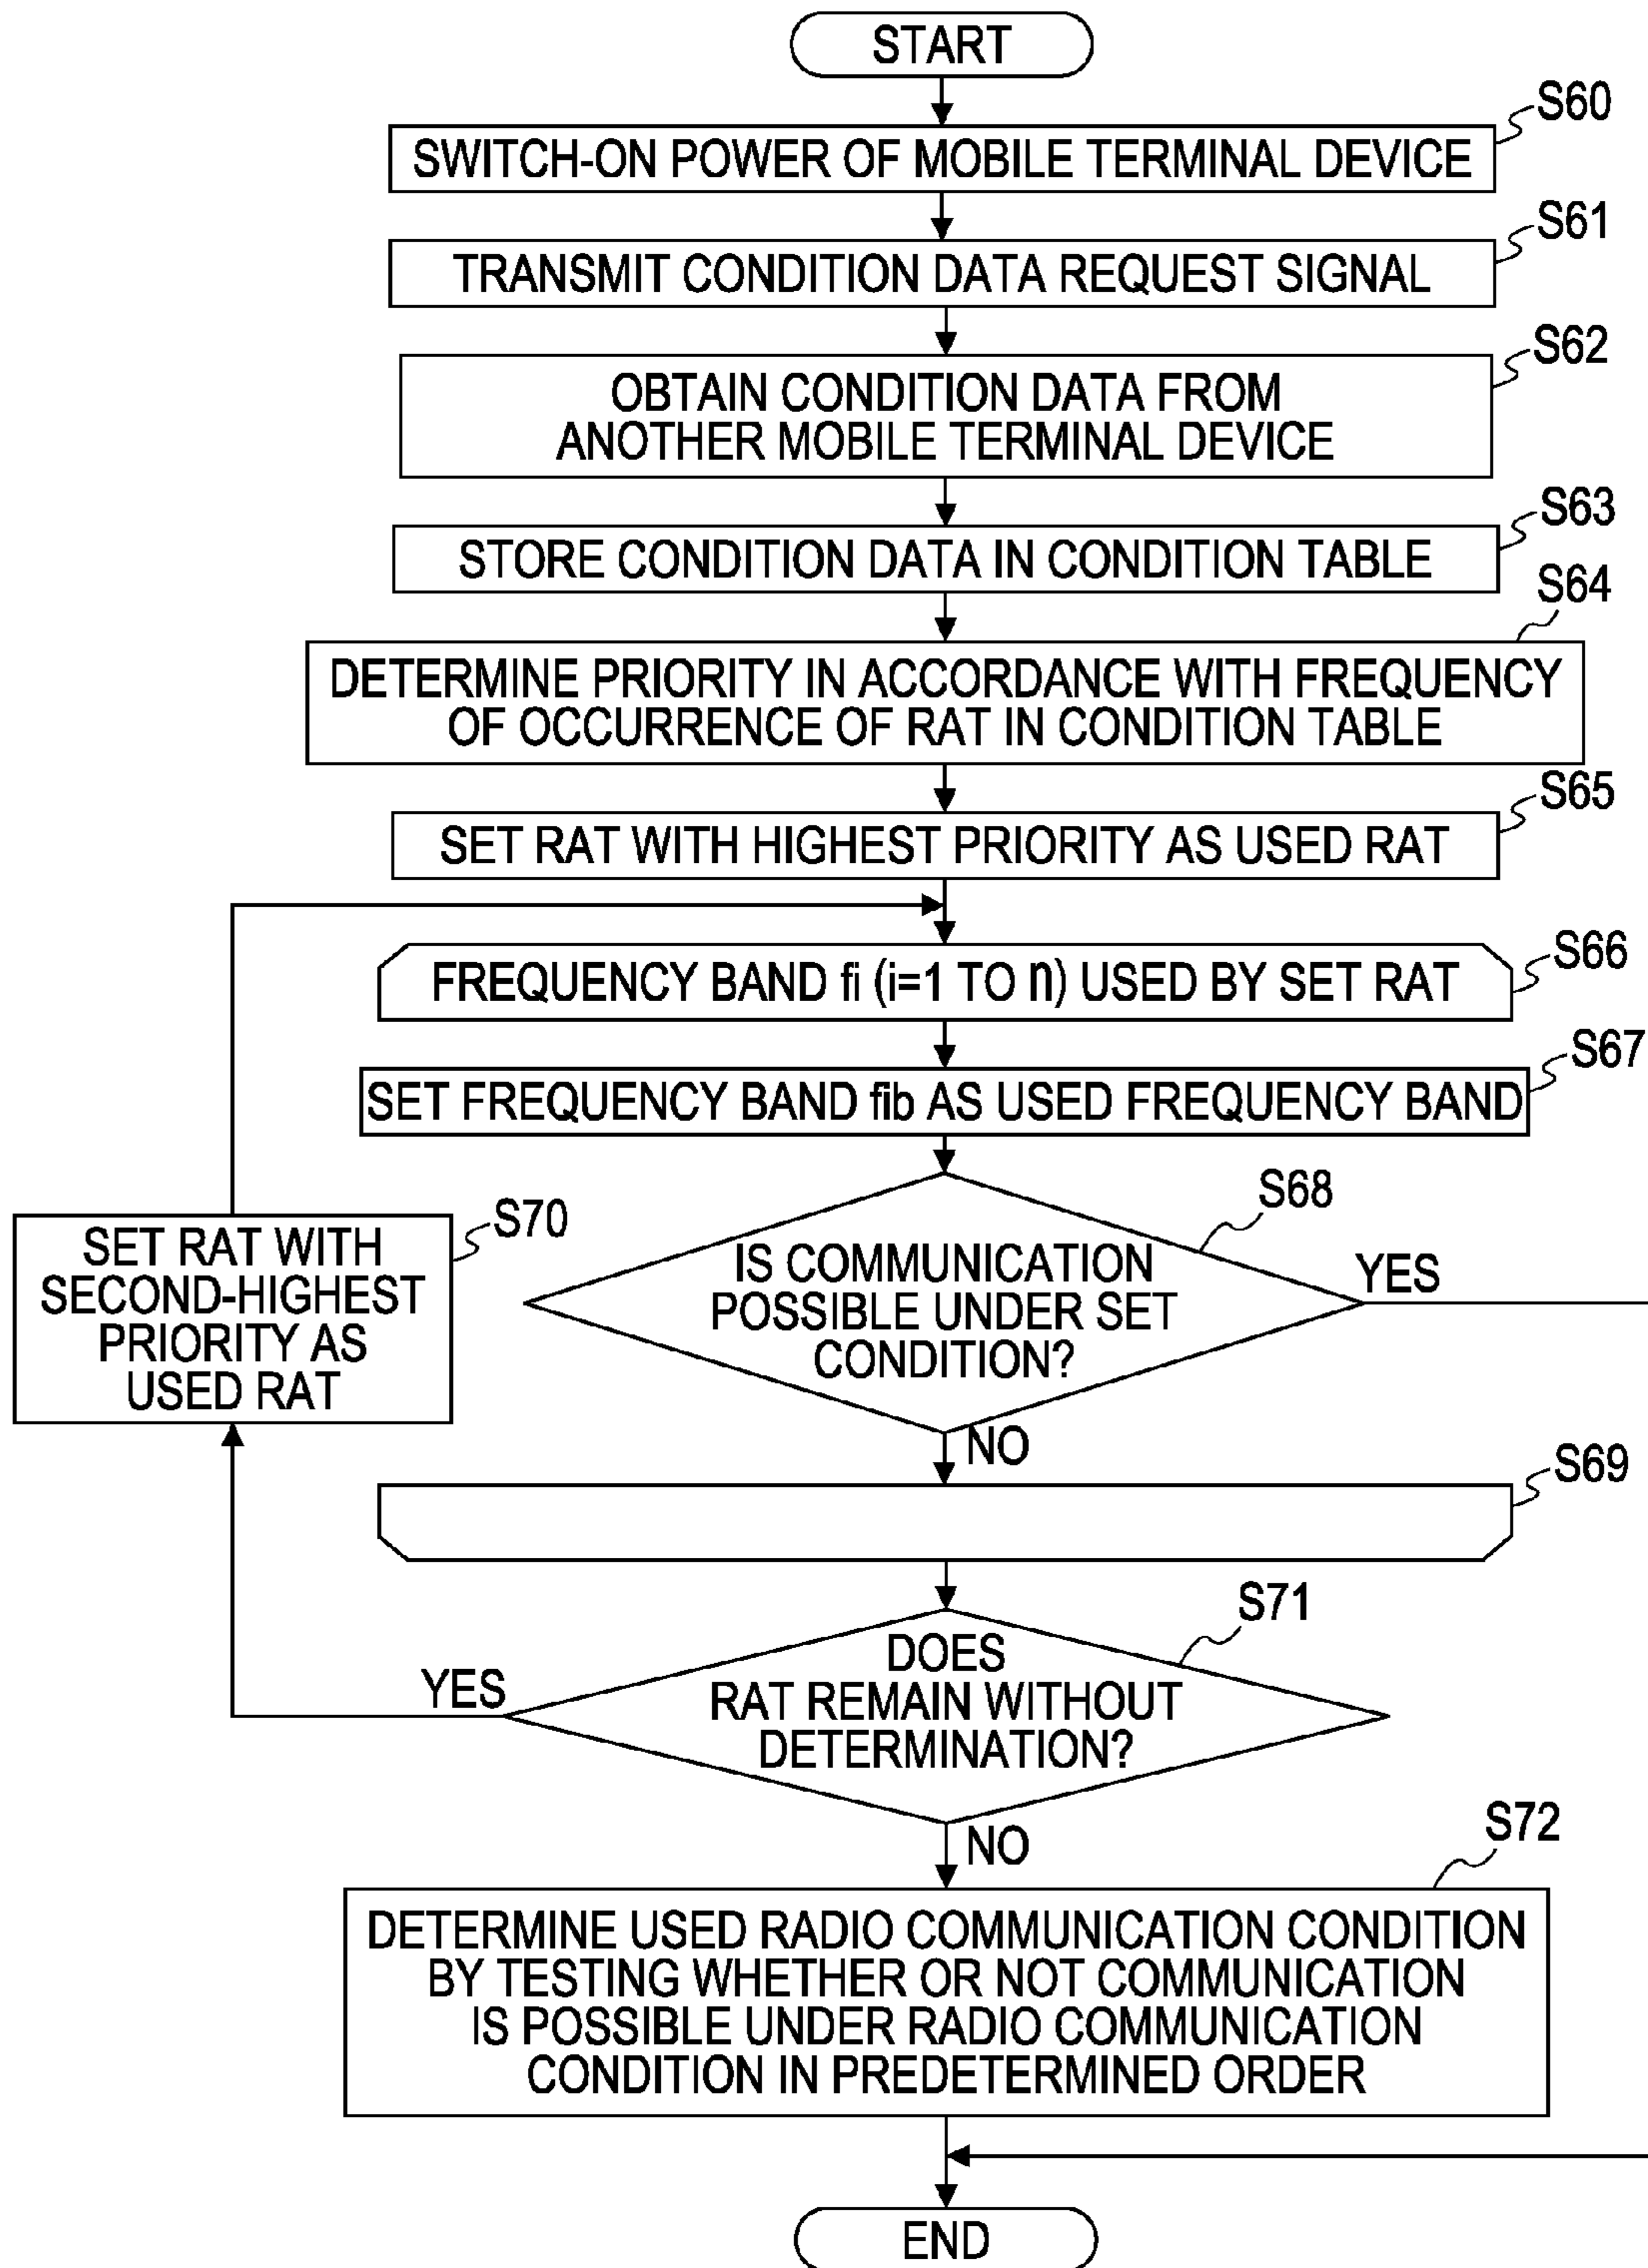 START
S60
SWITCH-ON POWER OF MOBILE TERMINAL DEVICE
S61
TRANSMIT CONDITION DATA REQUEST SIGNAL
S62
OBTAIN CONDITION DATA FROM
ANOTHER MOBILE TERMINAL DEVICE
S63
STORE CONDITION DATA IN CONDITION TABLE
S64
DETERMINE PRIORITY IN ACCORDANCE WITH FREQUENCY
OF OCCURRENCE OF RAT IN CONDITION TABLE
S65
SET RAT WITH HIGHEST PRIORITY AS USED RAT
S66
FREQUENCY BAND fi (i=1 TO n) USED BY SET RAT
S67
SET FREQUENCY BAND fib AS USED FREQUENCY BAND
S68
IS COMMUNICATION
POSSIBLE UNDER SET
CONDITION?
YES
NO
S70
SET RAT WITH
SECOND-HIGHEST
PRIORITY AS
USED RAT
S69
S71
DOES
RAT REMAIN WITHOUT
DETERMINATION?
YES
NO
S72
DETERMINE USED RADIO COMMUNICATION CONDITION
BY TESTING WHETHER OR NOT COMMUNICATION
IS POSSIBLE UNDER RADIO COMMUNICATION
CONDITION IN PREDETERMINED ORDER
END